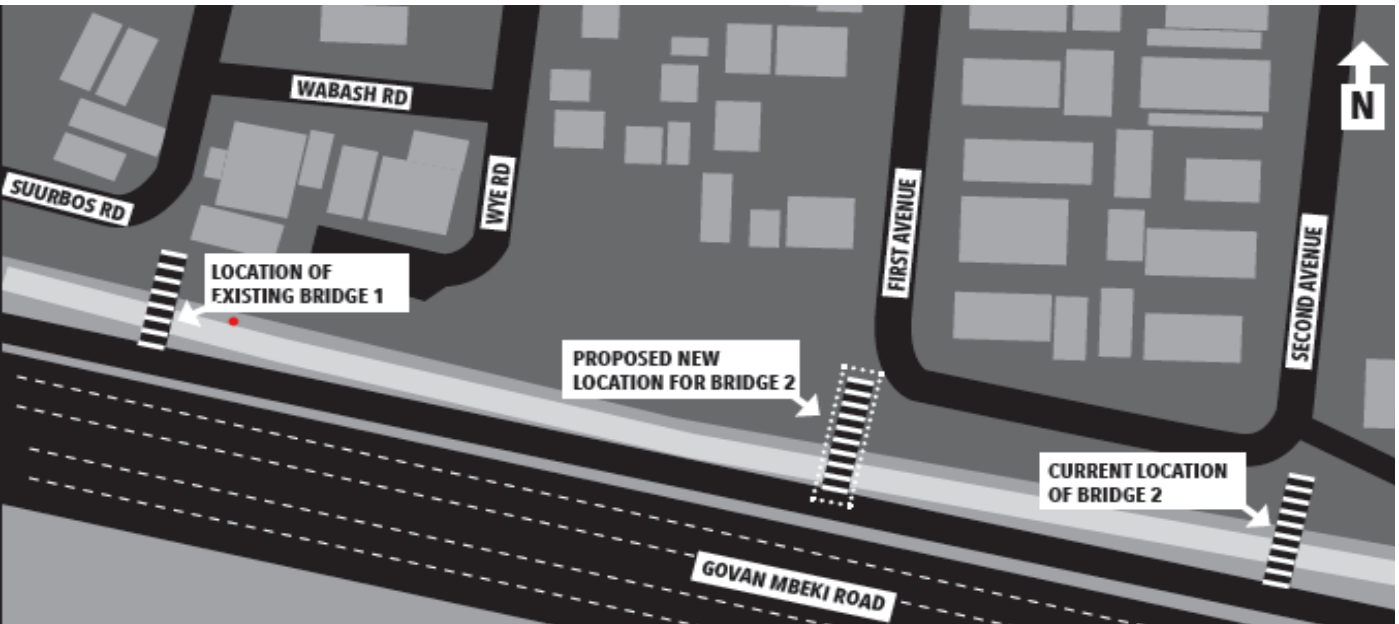 WABASH RD
SUURBOS RD
WYE RD
FIRST AVENUE
SECOND AVENUE
N
LOCATION OF
EXISTING BRIDGE 1
PROPOSED NEW
LOCATION FOR BRIDGE 2
CURRENT LOCATION
OF BRIDGE 2
GOVAN MBEKI ROAD